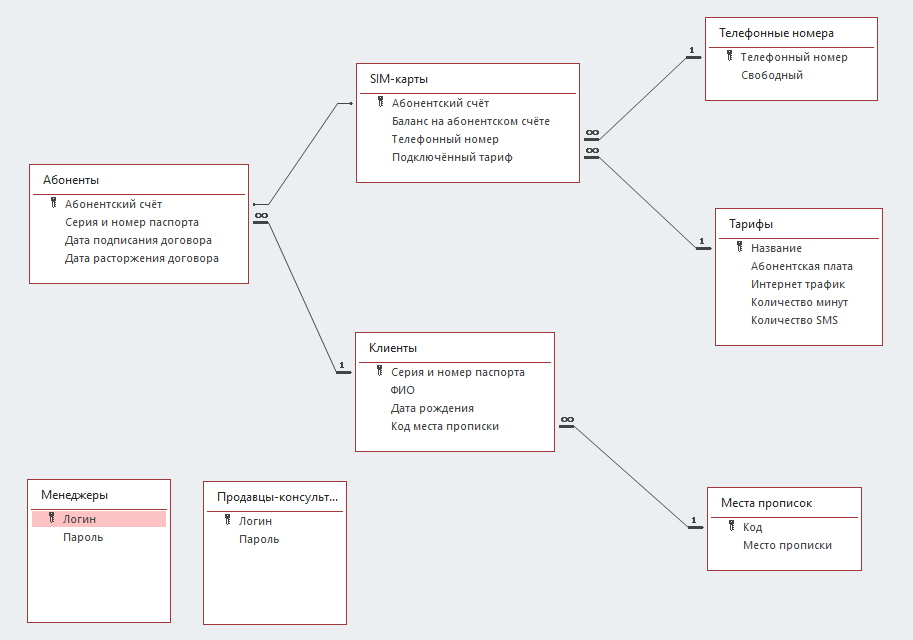 Телефонные номера
Телефонный номер
Свободный
1
SIM-карты
Абонентский счёт
Баланс на абонентском счёте
Телефонный номер
Подключённый тариф
∞
∞
Абоненты
Абонентский счёт
Серия и номер паспорта
Дата подписания договора
Дата расторжения договора
∞
Тарифы
Название
Абонентская плата
Интернет трафик
Количество минут
Количество SMS
1
Клиенты
Серия и номер паспорта
ФИО
Дата рождения
Код места прописки
1
∞
Менеджеры
Логин
Пароль
Продавцы-консульт...
Логин
Пароль
Места прописок
Код
Место прописки
1